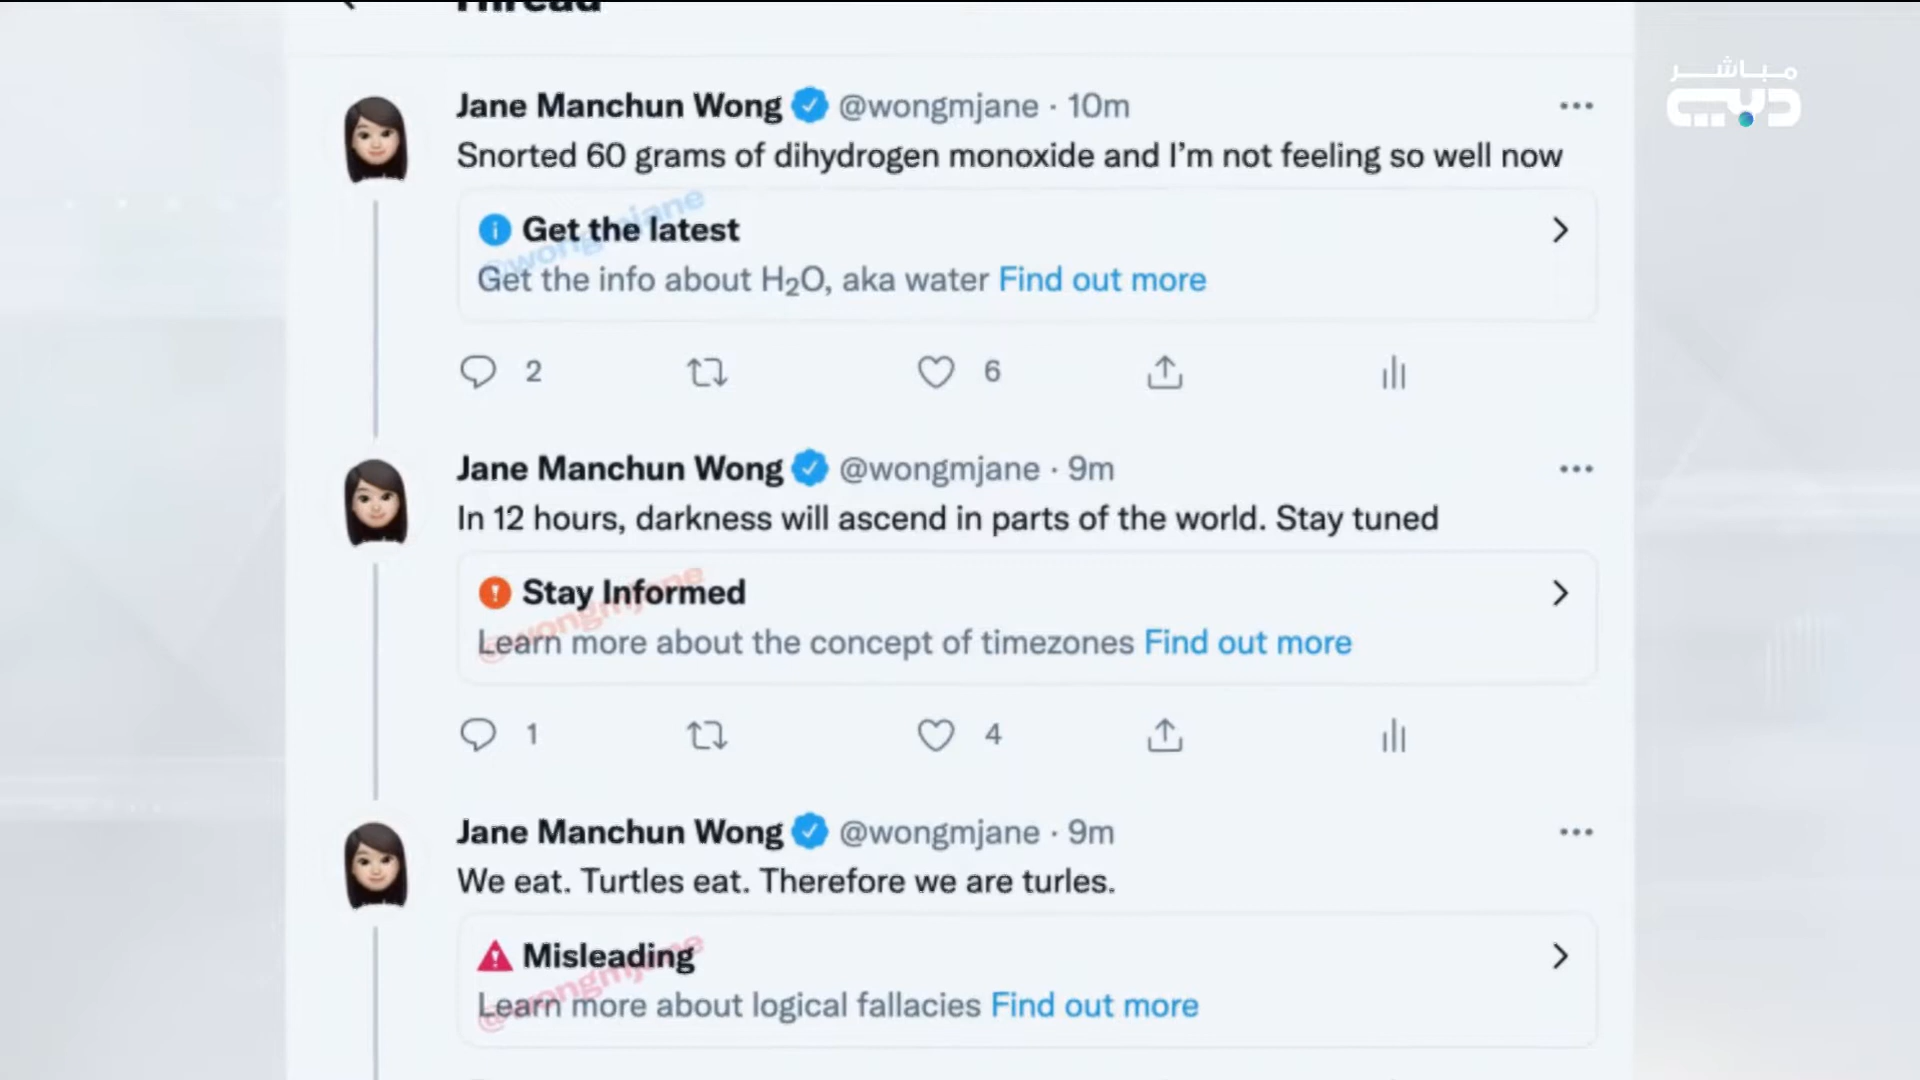 Thread
مباشر
دبي
Jane Manchun Wong @wongmjane · 10m
Snorted 60 grams of dihydrogen monoxide and I’m not feeling so well now
@wongmjane
Get the latest
Get the info about H₂O, aka water Find out more
2 6
Jane Manchun Wong @wongmjane · 9m
In 12 hours, darkness will ascend in parts of the world. Stay tuned
@wongmjane
Stay Informed
Learn more about the concept of timezones Find out more
1 4
Jane Manchun Wong @wongmjane · 9m
We eat. Turtles eat. Therefore we are turles.
@wongmjane
Misleading
Learn more about logical fallacies Find out more